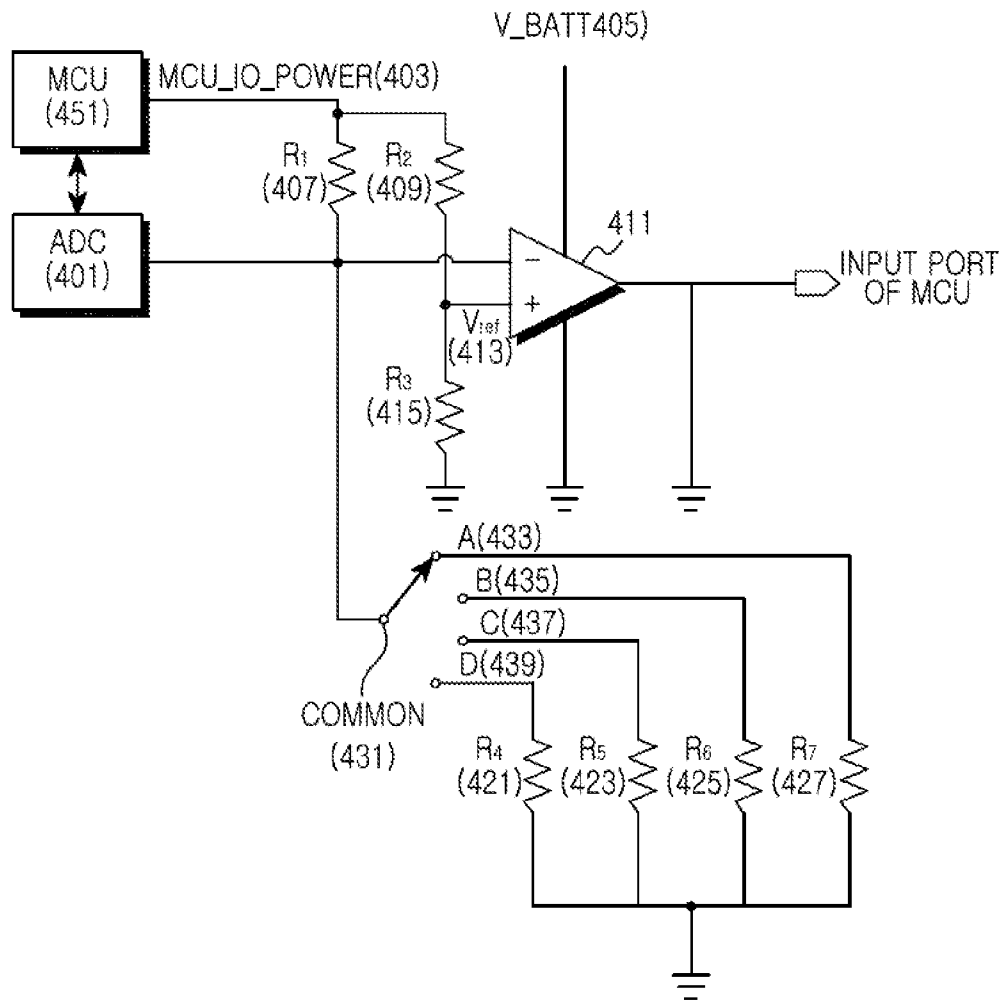 V_BATT405)
MCU
(451)
MCU_IO_POWER(403)
R1
(407)
R2
(409)
ADC
(401)
411
−
+
INPUT PORT
OF MCU
Vref
(413)
R3
(415)
A(433)
B(435)
C(437)
D(439)
COMMON
(431)
R4
(421)
R5
(423)
R6
(425)
R7
(427)